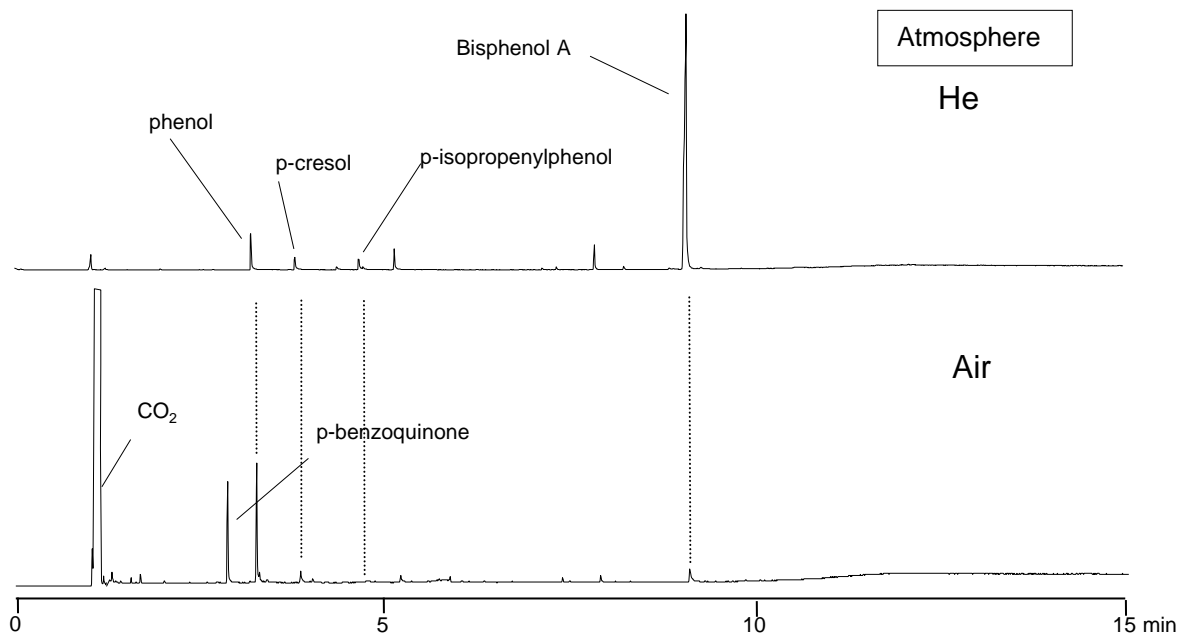 Atmosphere
Bisphenol A
He
phenol
p-cresol
p-isopropenylphenol
Air
CO₂
p-benzoquinone
0
5
10
15 min